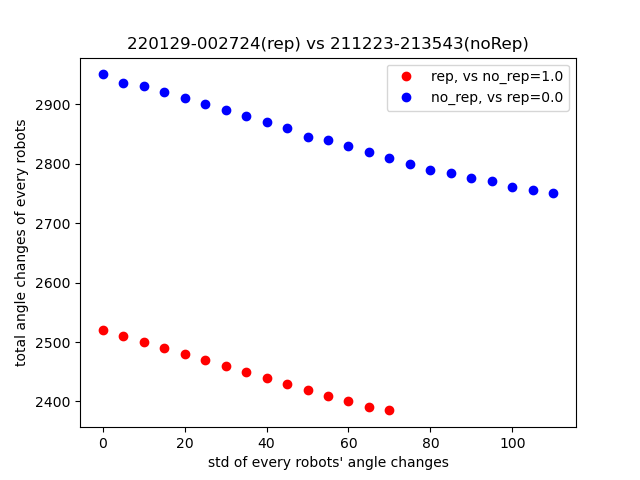 220129-002724(rep) vs 211223-213543(noRep)
rep, vs no_rep=1.0
no_rep, vs rep=0.0
total angle changes of every robots
2900
2800
2700
2600
2500
2400
0 20 40 60 80 100
std of every robots' angle changes